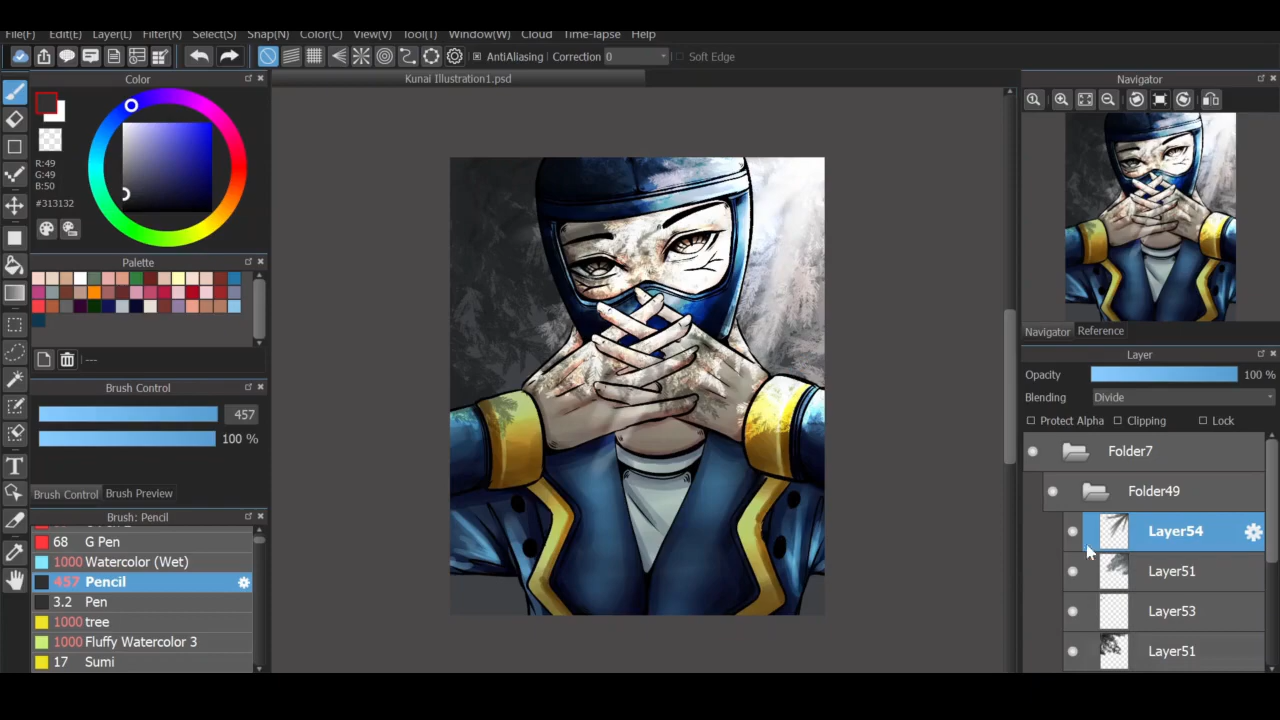 File(F) Edit(E) Layer(L) Filter(R) Select(S) Snap(N) Color(C) View(V) Tool(T) Window(W) Cloud Time-lapse Help
AntiAliasing Correction 0 Soft Edge
Color
Kunai Illustration1.psd
Navigator
R:49
G:49
B:50
#313132
Palette
---
Brush Control
457
100 %
Brush Control Brush Preview
Brush: Pencil
68 G Pen
1000 Watercolor (Wet)
457 Pencil
3.2 Pen
1000 tree
1000 Fluffy Watercolor 3
17 Sumi
Navigator Reference
Layer
Opacity 100 %
Blending Divide
Protect Alpha Clipping Lock
Folder7
Folder49
Layer54
Layer51
Layer53
Layer51
T